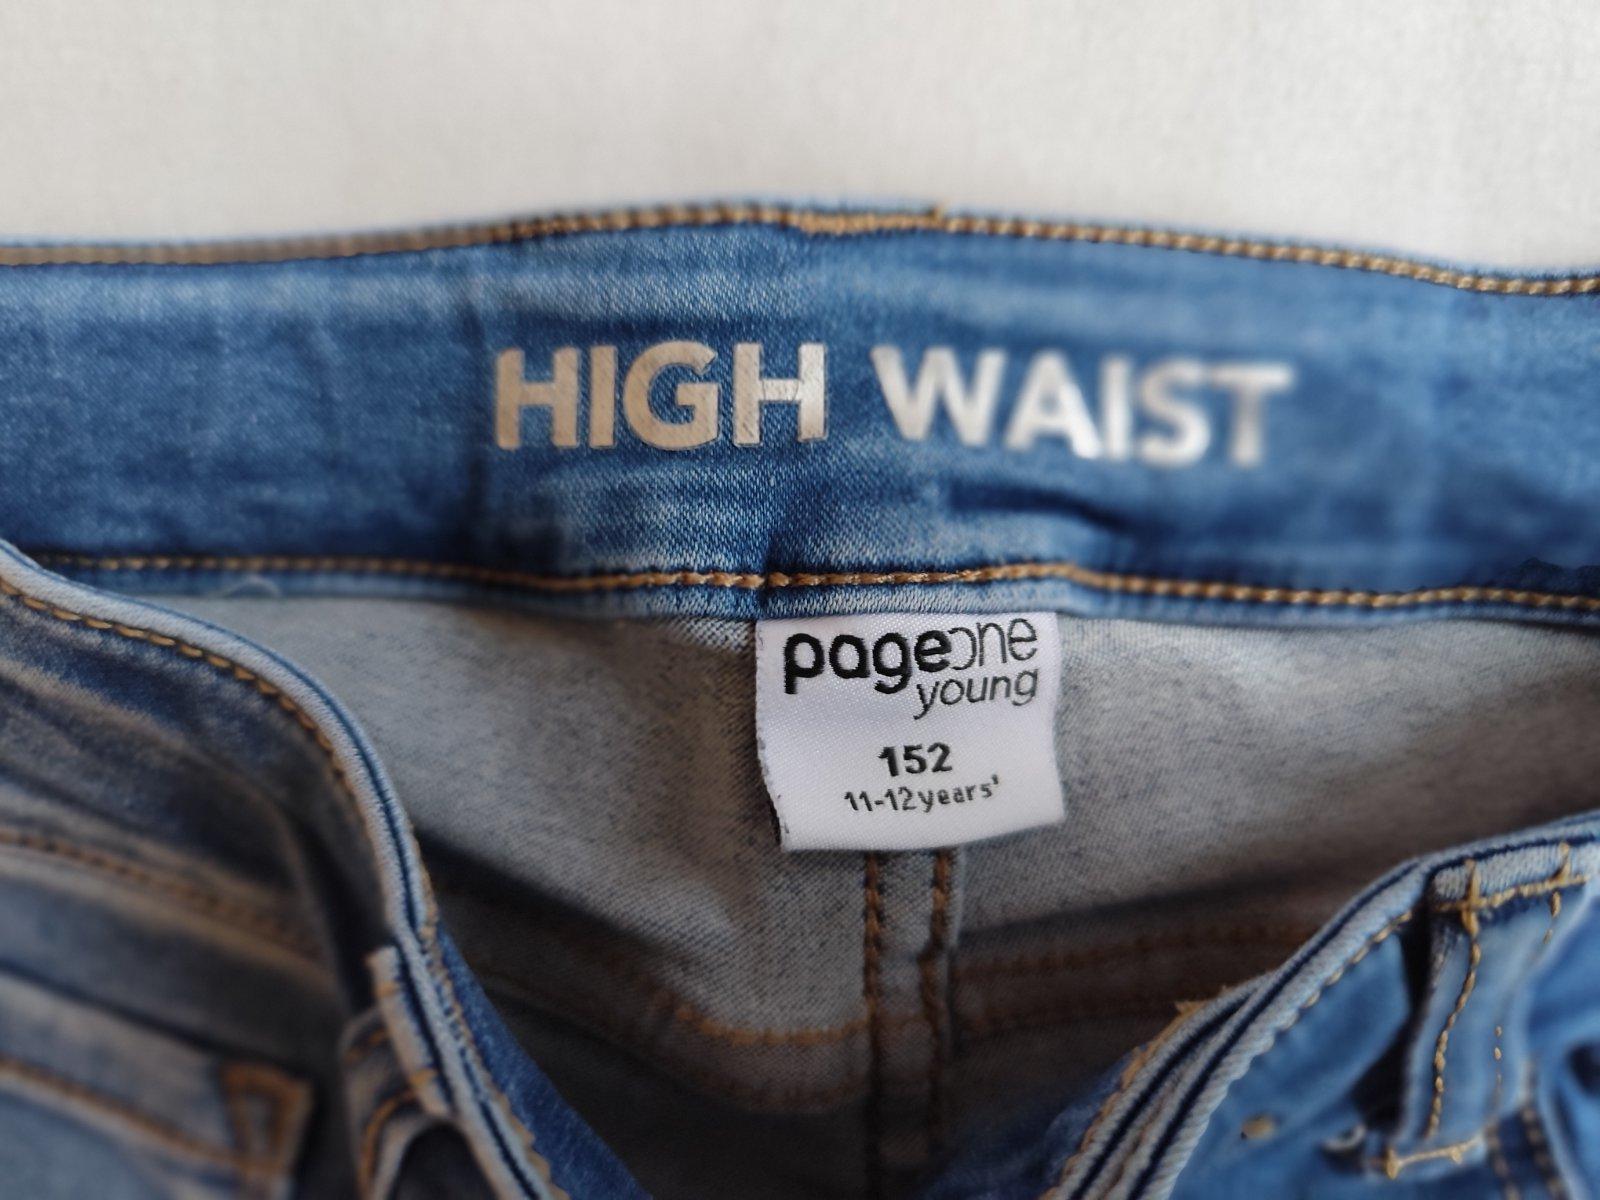 HIGH WAIST
pageone
young
152
11-12years'